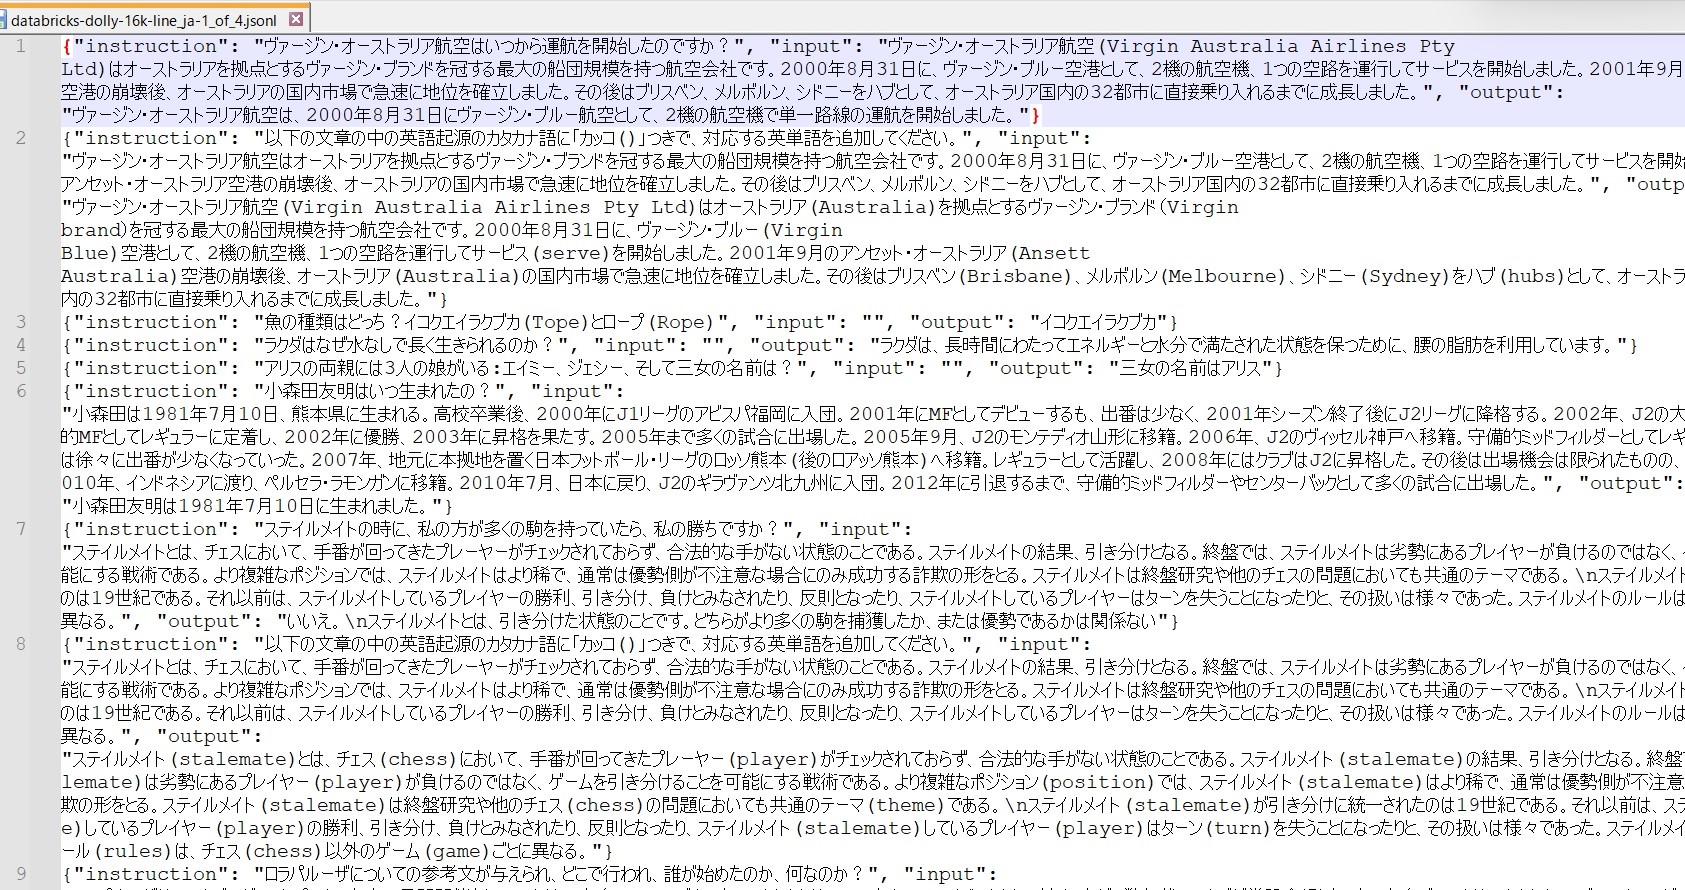 databricks-dolly-16k-line_ja-1_of_4.jsonl
1 {"instruction": "ヴァージン・オーストラリア航空はいつから運航を開始したのですか？", "input": "ヴァージン・オーストラリア航空(Virgin Australia Airlines Pty
Ltd)はオーストラリアを拠点とするヴァージン・ブランドを冠する最大の船団規模を持つ航空会社です。2000年8月31日に、ヴァージン・ブルー空港として、2機の航空機、1つの空路を運行してサービスを開始しました。2001年9月
空港の崩壊後、オーストラリアの国内市場で急速に地位を確立しました。その後はブリスベン、メルボルン、シドニーをハブとして、オーストラリア国内の32都市に直接乗り入れるまでに成長しました。", "output":
"ヴァージン・オーストラリア航空は、2000年8月31日にヴァージン・ブルー航空として、2機の航空機で単一路線の運航を開始しました。"}
2 {"instruction": "以下の文章の中の英語起源のカタカナ語に「カッコ()」つきで、対応する英単語を追加してください。", "input":
"ヴァージン・オーストラリア航空はオーストラリアを拠点とするヴァージン・ブランドを冠する最大の船団規模を持つ航空会社です。2000年8月31日に、ヴァージン・ブルー空港として、2機の航空機、1つの空路を運行してサービスを開始
アンセット・オーストラリア空港の崩壊後、オーストラリアの国内市場で急速に地位を確立しました。その後はブリスベン、メルボルン、シドニーをハブとして、オーストラリア国内の32都市に直接乗り入れるまでに成長しました。", "outp
"ヴァージン・オーストラリア航空(Virgin Australia Airlines Pty Ltd)はオーストラリア(Australia)を拠点とするヴァージン・ブランド(Virgin
brand)を冠する最大の船団規模を持つ航空会社です。2000年8月31日に、ヴァージン・ブルー(Virgin
Blue)空港として、2機の航空機、1つの空路を運行してサービス(serve)を開始しました。2001年9月のアンセット・オーストラリア(Ansett
Australia)空港の崩壊後、オーストラリア(Australia)の国内市場で急速に地位を確立しました。その後はブリスベン(Brisbane)、メルボルン(Melbourne)、シドニー(Sydney)をハブ(hubs)として、オーストラ
内の32都市に直接乗り入れるまでに成長しました。"}
3 {"instruction": "魚の種類はどっち？イコクエイラクブカ(Tope)とロープ(Rope)", "input": "", "output": "イコクエイラクブカ"}
4 {"instruction": "ラクダはなぜ水なしで長く生きられるのか？", "input": "", "output": "ラクダは、長時間にわたってエネルギーと水分で満たされた状態を保つために、腰の脂肪を利用しています。"}
5 {"instruction": "アリスの両親には3人の娘がいる:エイミー、ジェシー、そして三女の名前は？", "input": "", "output": "三女の名前はアリス"}
6 {"instruction": "小森田友明はいつ生まれたの？", "input":
"小森田は1981年7月10日、熊本県に生まれる。高校卒業後、2000年にJ1リーグのアビスパ福岡に入団。2001年にMFとしてデビューするも、出番は少なく、2001年シーズン終了後にJ2リーグに降格する。2002年、J2の大
的MFとしてレギュラーに定着し、2002年に優勝、2003年に昇格を果たす。2005年まで多くの試合に出場した。2005年9月、J2のモンテディオ山形に移籍。2006年、J2のヴィッセル神戸へ移籍。守備的ミッドフィルダーとしてレギ
は徐々に出番が少なくなっていった。2007年、地元に本拠地を置く日本フットボール・リーグのロッソ熊本(後のロアッソ熊本)へ移籍。レギュラーとして活躍し、2008年にはクラブはJ2に昇格した。その後は出場機会は限られたものの、
010年、インドネシアに渡り、ペルセラ・ラモンガンに移籍。2010年7月、日本に戻り、J2のギラヴァンツ北九州に入団。2012年に引退するまで、守備的ミッドフィルダーやセンターバックとして多くの試合に出場した。", "output":
"小森田友明は1981年7月10日に生まれました。"}
7 {"instruction": "ステイルメイトの時に、私の方が多くの駒を持っていたら、私の勝ちですか？", "input":
"ステイルメイトとは、チェスにおいて、手番が回ってきたプレーヤーがチェックされておらず、合法的な手がない状態のことである。ステイルメイトの結果、引き分けとなる。終盤では、ステイルメイトは劣勢にあるプレイヤーが負けるのではなく、
能にする戦術である。より複雑なポジションでは、ステイルメイトはより稀で、通常は優勢側が不注意な場合にのみ成功する詐欺の形をとる。ステイルメイトは終盤研究や他のチェスの問題においても共通のテーマである。\nステイルメイト
のは19世紀である。それ以前は、ステイルメイトしているプレイヤーの勝利、引き分け、負けとみなされたり、反則となったり、ステイルメイトしているプレイヤーはターンを失うことになったりと、その扱いは様々であった。ステイルメイトのルールは
異なる。", "output": "いいえ。\nステイルメイトとは、引き分けた状態のことです。どちらがより多くの駒を捕獲したか、または優勢であるかは関係ない"}
8 {"instruction": "以下の文章の中の英語起源のカタカナ語に「カッコ()」つきで、対応する英単語を追加してください。", "input":
"ステイルメイトとは、チェスにおいて、手番が回ってきたプレーヤーがチェックされておらず、合法的な手がない状態のことである。ステイルメイトの結果、引き分けとなる。終盤では、ステイルメイトは劣勢にあるプレイヤーが負けるのではなく、
能にする戦術である。より複雑なポジションでは、ステイルメイトはより稀で、通常は優勢側が不注意な場合にのみ成功する詐欺の形をとる。ステイルメイトは終盤研究や他のチェスの問題においても共通のテーマである。\nステイルメイト
のは19世紀である。それ以前は、ステイルメイトしているプレイヤーの勝利、引き分け、負けとみなされたり、反則となったり、ステイルメイトしているプレイヤーはターンを失うことになったりと、その扱いは様々であった。ステイルメイトのルールは
異なる。", "output":
"ステイルメイト(stalemate)とは、チェス(chess)において、手番が回ってきたプレーヤー(player)がチェックされておらず、合法的な手がない状態のことである。ステイルメイト(stalemate)の結果、引き分けとなる。終盤
lemate)は劣勢にあるプレイヤー(player)が負けるのではなく、ゲームを引き分けることを可能にする戦術である。より複雑なポジション(position)では、ステイルメイト(stalemate)はより稀で、通常は優勢側が不注意
欺の形をとる。ステイルメイト(stalemate)は終盤研究や他のチェス(chess)の問題においても共通のテーマ(theme)である。\nステイルメイト(stalemate)が引き分けに統一されたのは19世紀である。それ以前は、ステ
e)しているプレイヤー(player)の勝利、引き分け、負けとみなされたり、反則となったり、ステイルメイト(stalemate)しているプレイヤー(player)はターン(turn)を失うことになったりと、その扱いは様々であった。ステイルメイ
ール(rules)は、チェス(chess)以外のゲーム(game)ごとに異なる。"}
9 {"instruction": "ロラパルーザについての参考文が与えられ、どこで行われ、誰が始めたのか、何なのか？", "input":